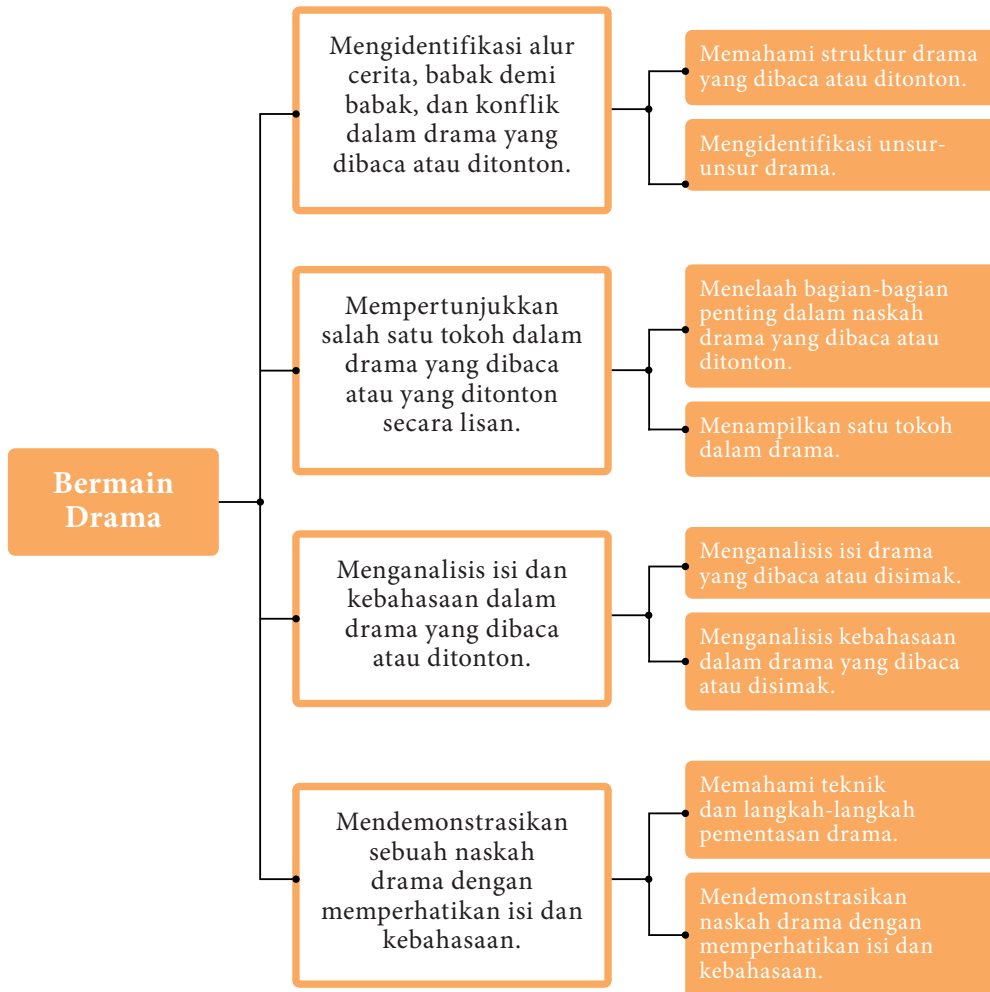 Bermain
Drama
Mengidentifikasi alur
cerita, babak demi
babak, dan konflik
dalam drama yang
dibaca atau ditonton.
Memahami struktur drama
yang dibaca atau ditonton.
Mengidentifikasi unsur-
unsur drama.
Mempertunjukkan
salah satu tokoh dalam
drama yang dibaca
atau yang ditonton
secara lisan.
Menelaah bagian-bagian
penting dalam naskah
drama yang dibaca atau
ditonton.
Menampilkan satu tokoh
dalam drama.
Menganalisis isi dan
kebahasaan dalam
drama yang dibaca
atau ditonton.
Menganalisis isi drama
yang dibaca atau disimak.
Menganalisis kebahasaan
dalam drama yang dibaca
atau disimak.
Mendemonstrasikan
sebuah naskah
drama dengan
memperhatikan isi dan
kebahasaan.
Memahami teknik
dan langkah-langkah
pementasan drama.
Mendemonstrasikan
naskah drama dengan
memperhatikan isi dan
kebahasaan.